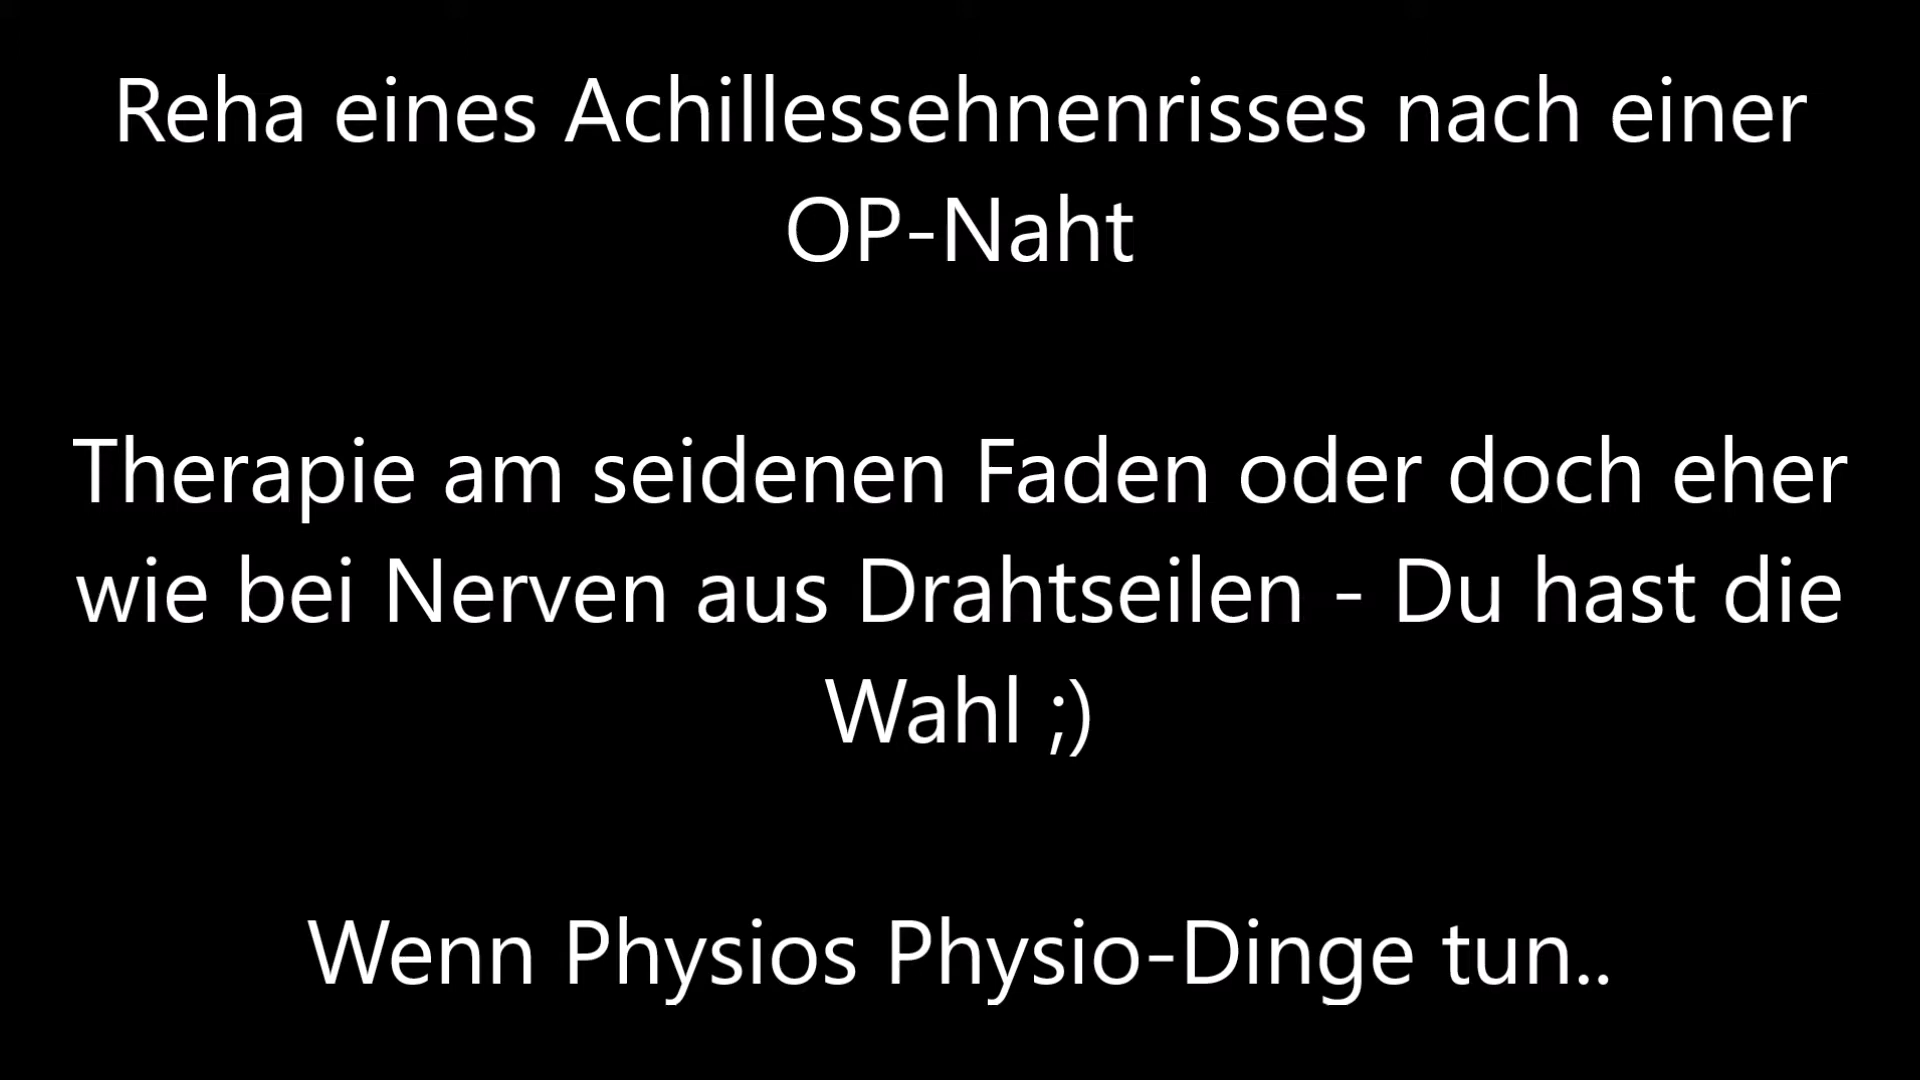 Reha eines Achillessehnenrisses nach einer
OP-Naht
Therapie am seidenen Faden oder doch eher
wie bei Nerven aus Drahtseilen - Du hast die
Wahl ;)
Wenn Physios Physio-Dinge tun..